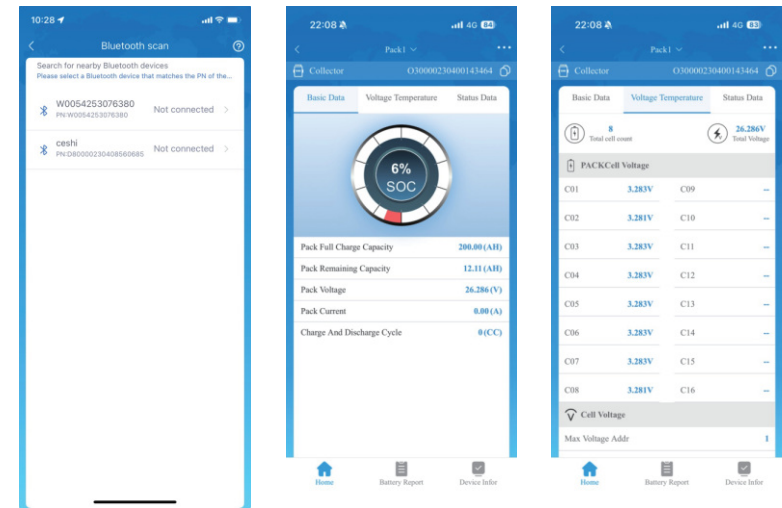 10:28
Bluetooth scan
Search for nearby Bluetooth devices
Please select a Bluetooth device that matches the PN of the...
W0054253076380
PN:W0054253076380
Not connected
ceshi
PN:D80000230408560685
Not connected
22:08
4G 84
Pack1
Collector
O30000230400143464
Basic Data
Voltage Temperature
Status Data
6%
SOC
Pack Full Charge Capacity 200.00(AH)
Pack Remaining Capacity 12.11(AH)
Pack Voltage 26.286(V)
Pack Current 0.00(A)
Charge And Discharge Cycle 0(CC)
Home
Battery Report
Device Infor
22:08
4G 83
Pack1
Collector
O30000230400143464
Basic Data
Voltage Temperature
Status Data
8
Total cell count
26.286V
Total Voltage
PACKCell Voltage
C01 3.283V C09 --
C02 3.281V C10 --
C03 3.283V C11 --
C04 3.283V C12 --
C05 3.283V C13 --
C06 3.283V C14 --
C07 3.283V C15 --
C08 3.281V C16 --
Cell Voltage
Max Voltage Addr 1
Home
Battery Report
Device Infor